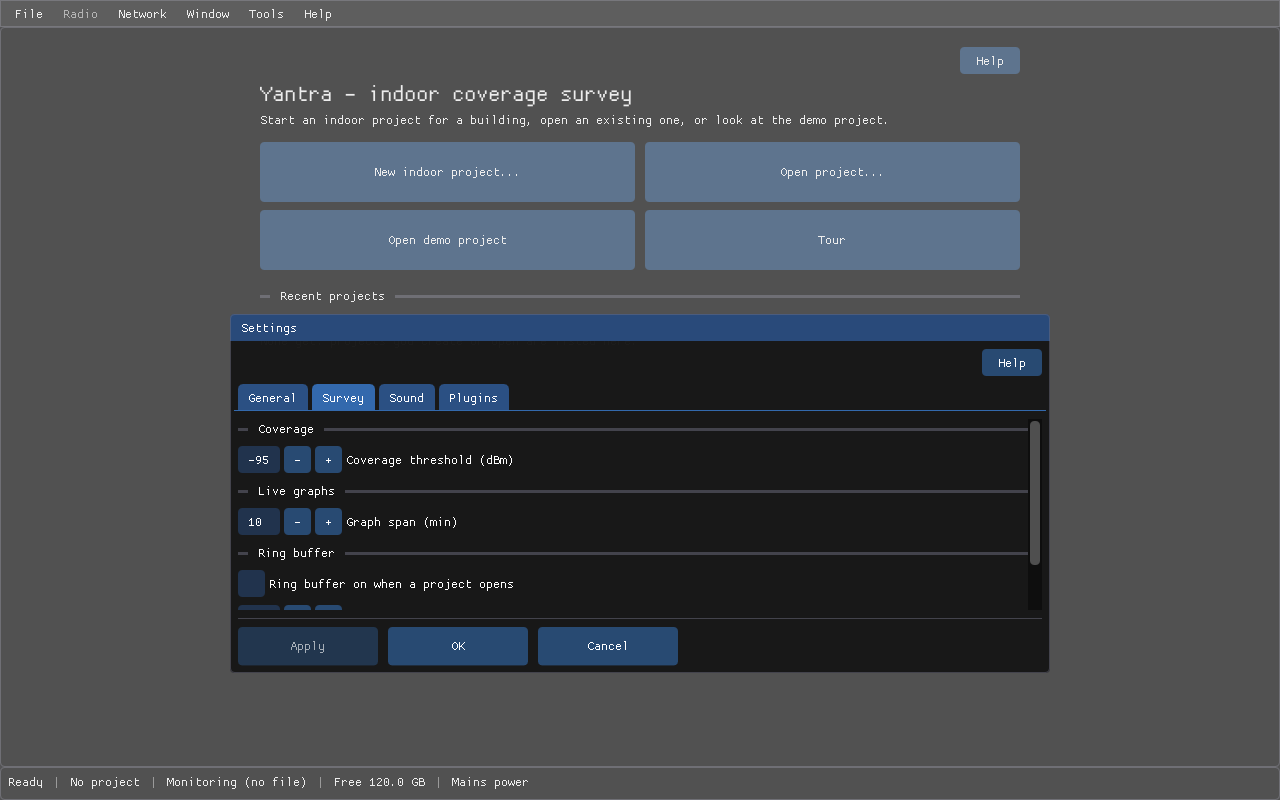 File Radio Network Window Tools Help
Help
Yantra - indoor coverage survey
Start an indoor project for a building, open an existing one, or look at the demo project.
New indoor project... Open project...
Open demo project Tour
Recent projects
Settings
Help
General Survey Sound Plugins
Coverage
-95 - + Coverage threshold (dBm)
Live graphs
10 - + Graph span (min)
Ring buffer
Ring buffer on when a project opens
Apply OK Cancel
Ready | No project | Monitoring (no file) | Free 120.0 GB | Mains power